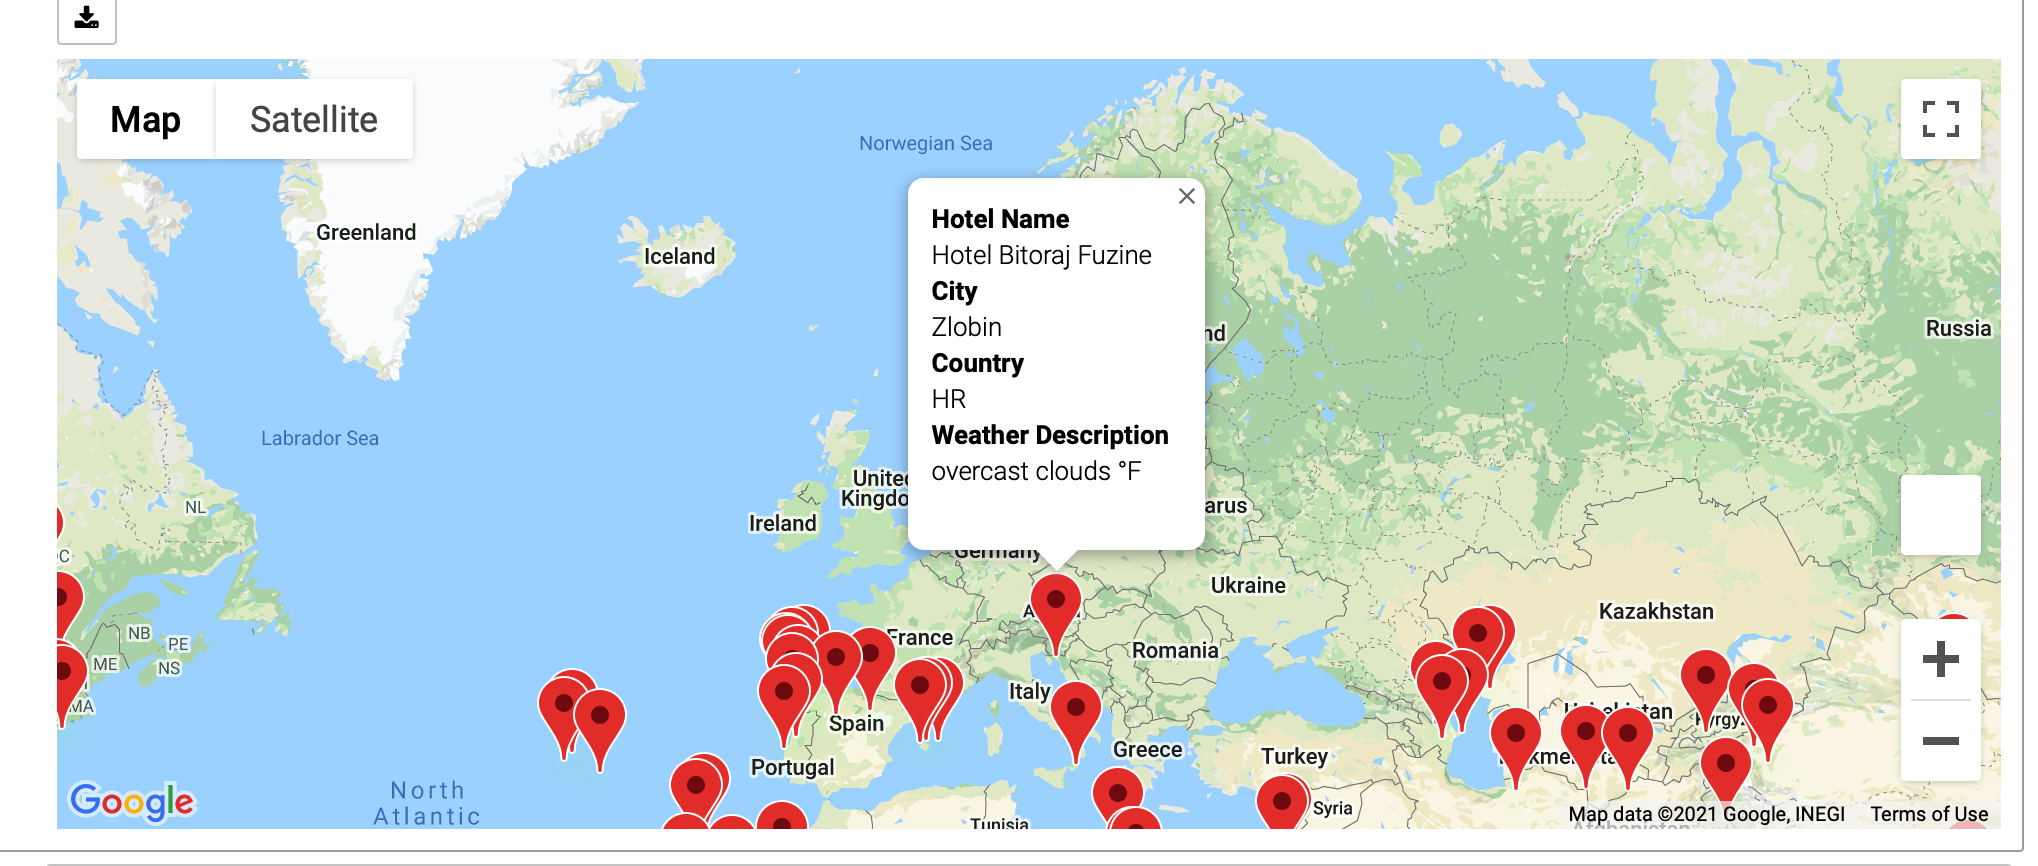 Map
Satellite
Norwegian Sea
Greenland
Iceland
Hotel Name
Hotel Bitoraj Fuzine
City
Zlobin
Country
HR
Weather Description
overcast clouds °F
nd
Russia
Labrador Sea
NL
United
Kingdo
Ireland
arus
Germany
Ukraine
Kazakhstan
France
Romania
NB
PE
ME
NS
MA
Italy
Spain
Greece
Turkey
Portugal
North
Atlantic
Syria
Tunisia
Google
Map data ©2021 Google, INEGI
Terms of Use
Afghanistan